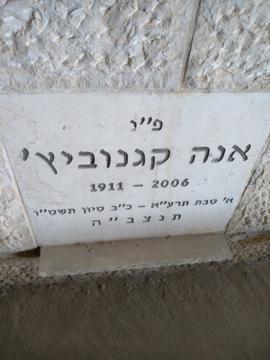 פ״נ
אנה קגנוביץ׳
1911 – 2006
א׳ טבת תרע״א – כ״ב סיון תשס״ו
תנצב״ה